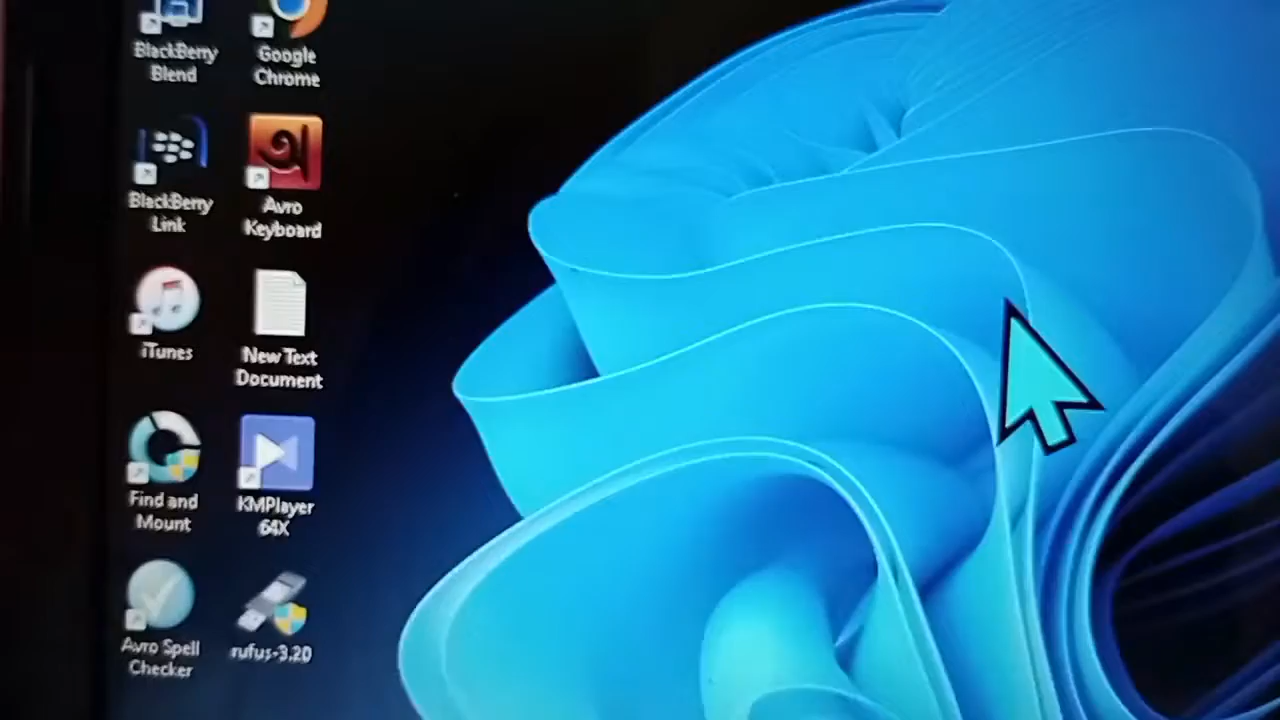 BlackBerry
Blend
Google
Chrome
BlackBerry
Link
অ
Avro
Keyboard
iTunes
New Text
Document
Find and
Mount
KMPlayer
64X
Avro Spell
Checker
rufus-3.20